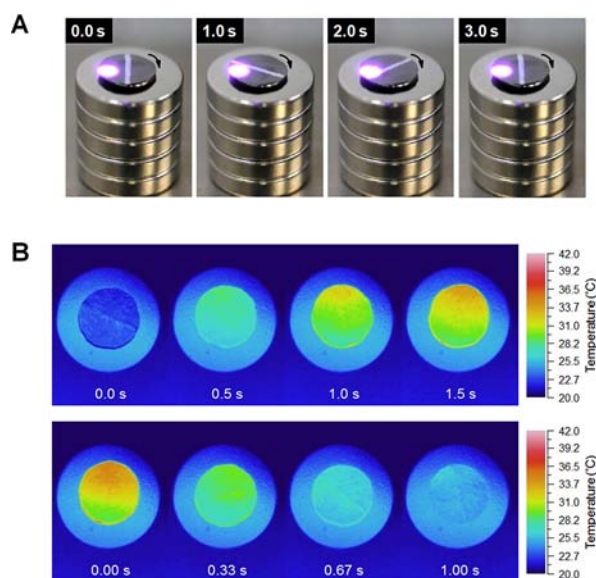 A
0.0 s 1.0 s 2.0 s 3.0 s
B
0.0 s 0.5 s 1.0 s 1.5 s
42.0
39.2
36.5
33.7
31.0
28.2
25.5
22.7
20.0
Temperature (°C)
0.00 s 0.33 s 0.67 s 1.00 s
42.0
39.2
36.5
33.7
31.0
28.2
25.5
22.7
20.0
Temperature (°C)